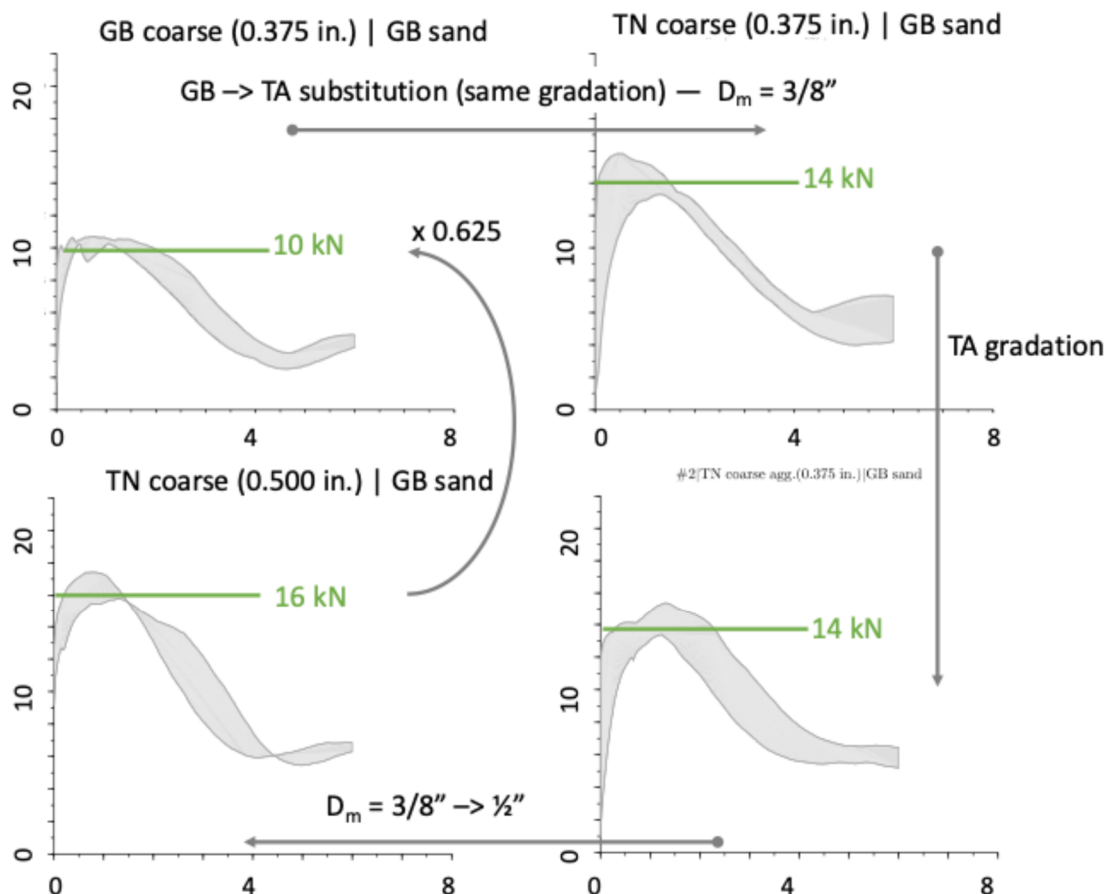 GB coarse (0.375 in.) | GB sand
TN coarse (0.375 in.) | GB sand
GB –> TA substitution (same gradation) — Dm = 3/8”
20
10
0
0 4 8
10 kN
x 0.625
10
0
0 4 8
14 kN
TA gradation
TN coarse (0.500 in.) | GB sand
20
10
0
0 4 8
16 kN
#2|TN coarse agg.(0.375 in.)|GB sand
20
10
0
0 4 8
14 kN
Dm = 3/8” –> ½”